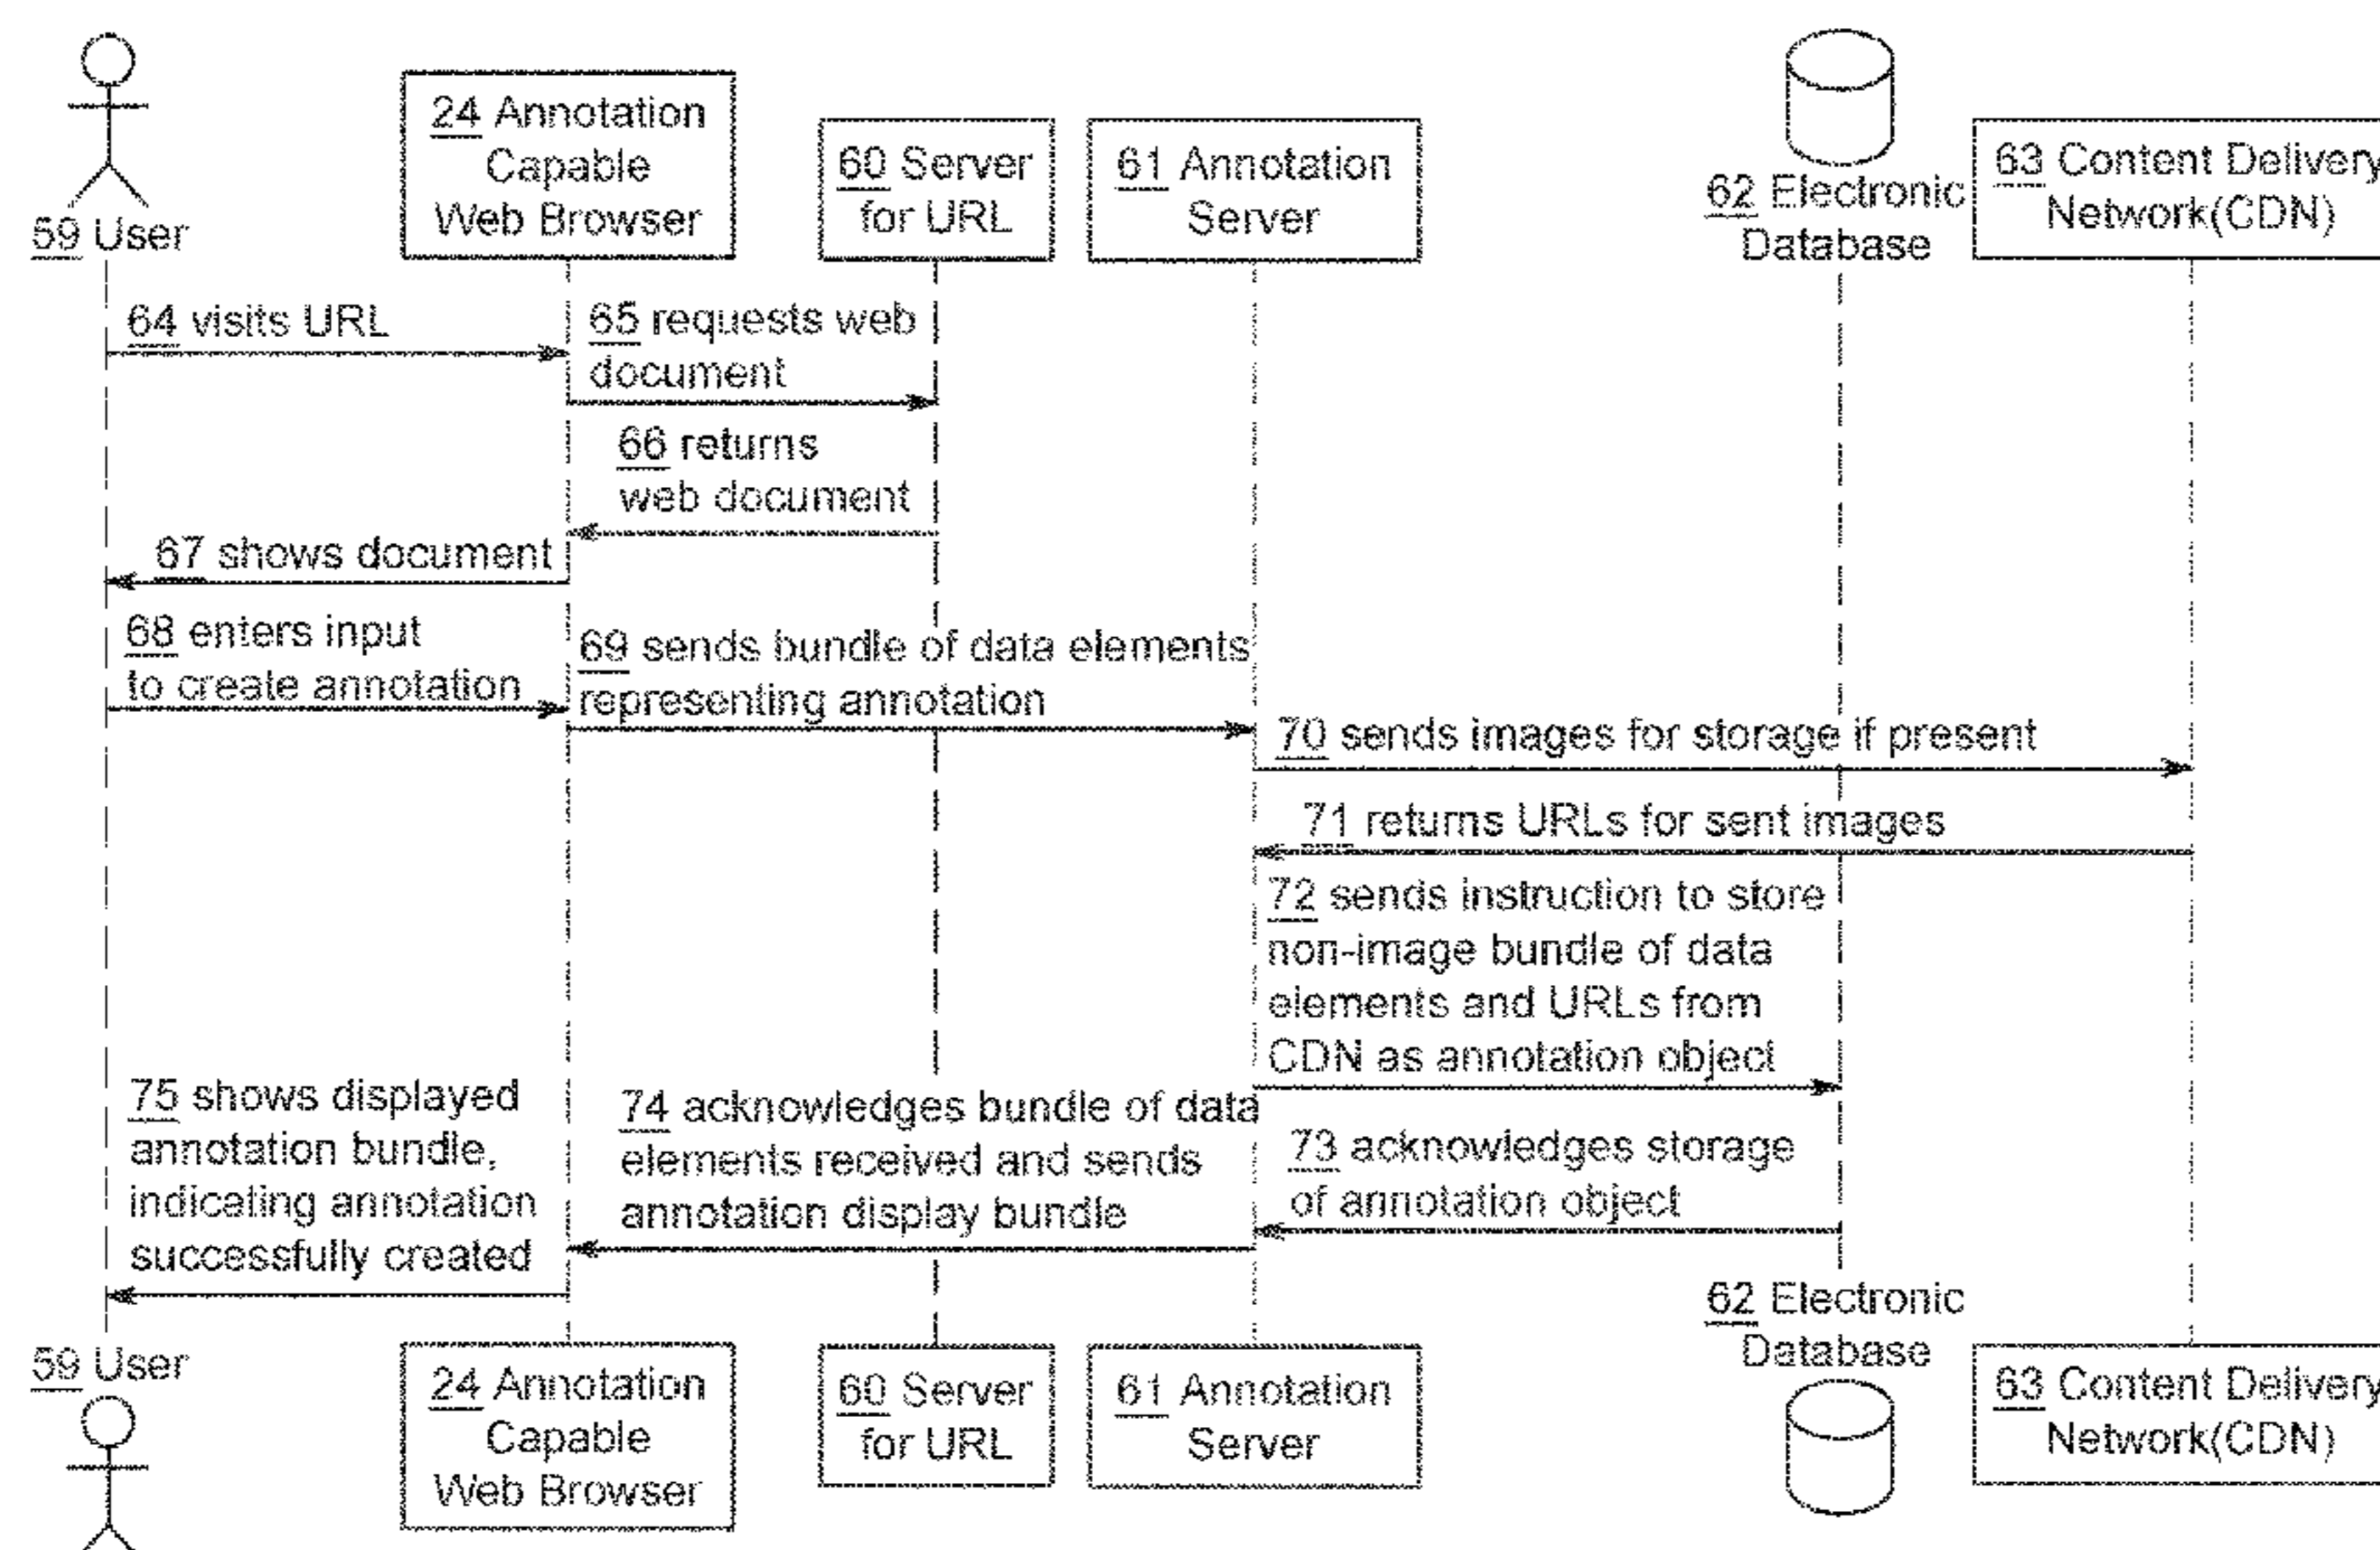 59 User
24 Annotation
Capable
Web Browser
60 Server
for URL
61 Annotation
Server
62 Electronic
Database
63 Content Delivery
Network(CDN)
64 visits URL
65 requests web
document
66 returns
web document
67 shows document
68 enters input
to create annotation
69 sends bundle of data elements
representing annotation
70 sends images for storage if present
71 returns URLs for sent images
72 sends instruction to store
non-image bundle of data
elements and URLs from
CDN as annotation object
73 acknowledges storage
of annotation object
74 acknowledges bundle of data
elements received and sends
annotation display bundle
75 shows displayed
annotation bundle,
indicating annotation
successfully created
59 User
24 Annotation
Capable
Web Browser
60 Server
for URL
61 Annotation
Server
62 Electronic
Database
63 Content Delivery
Network(CDN)